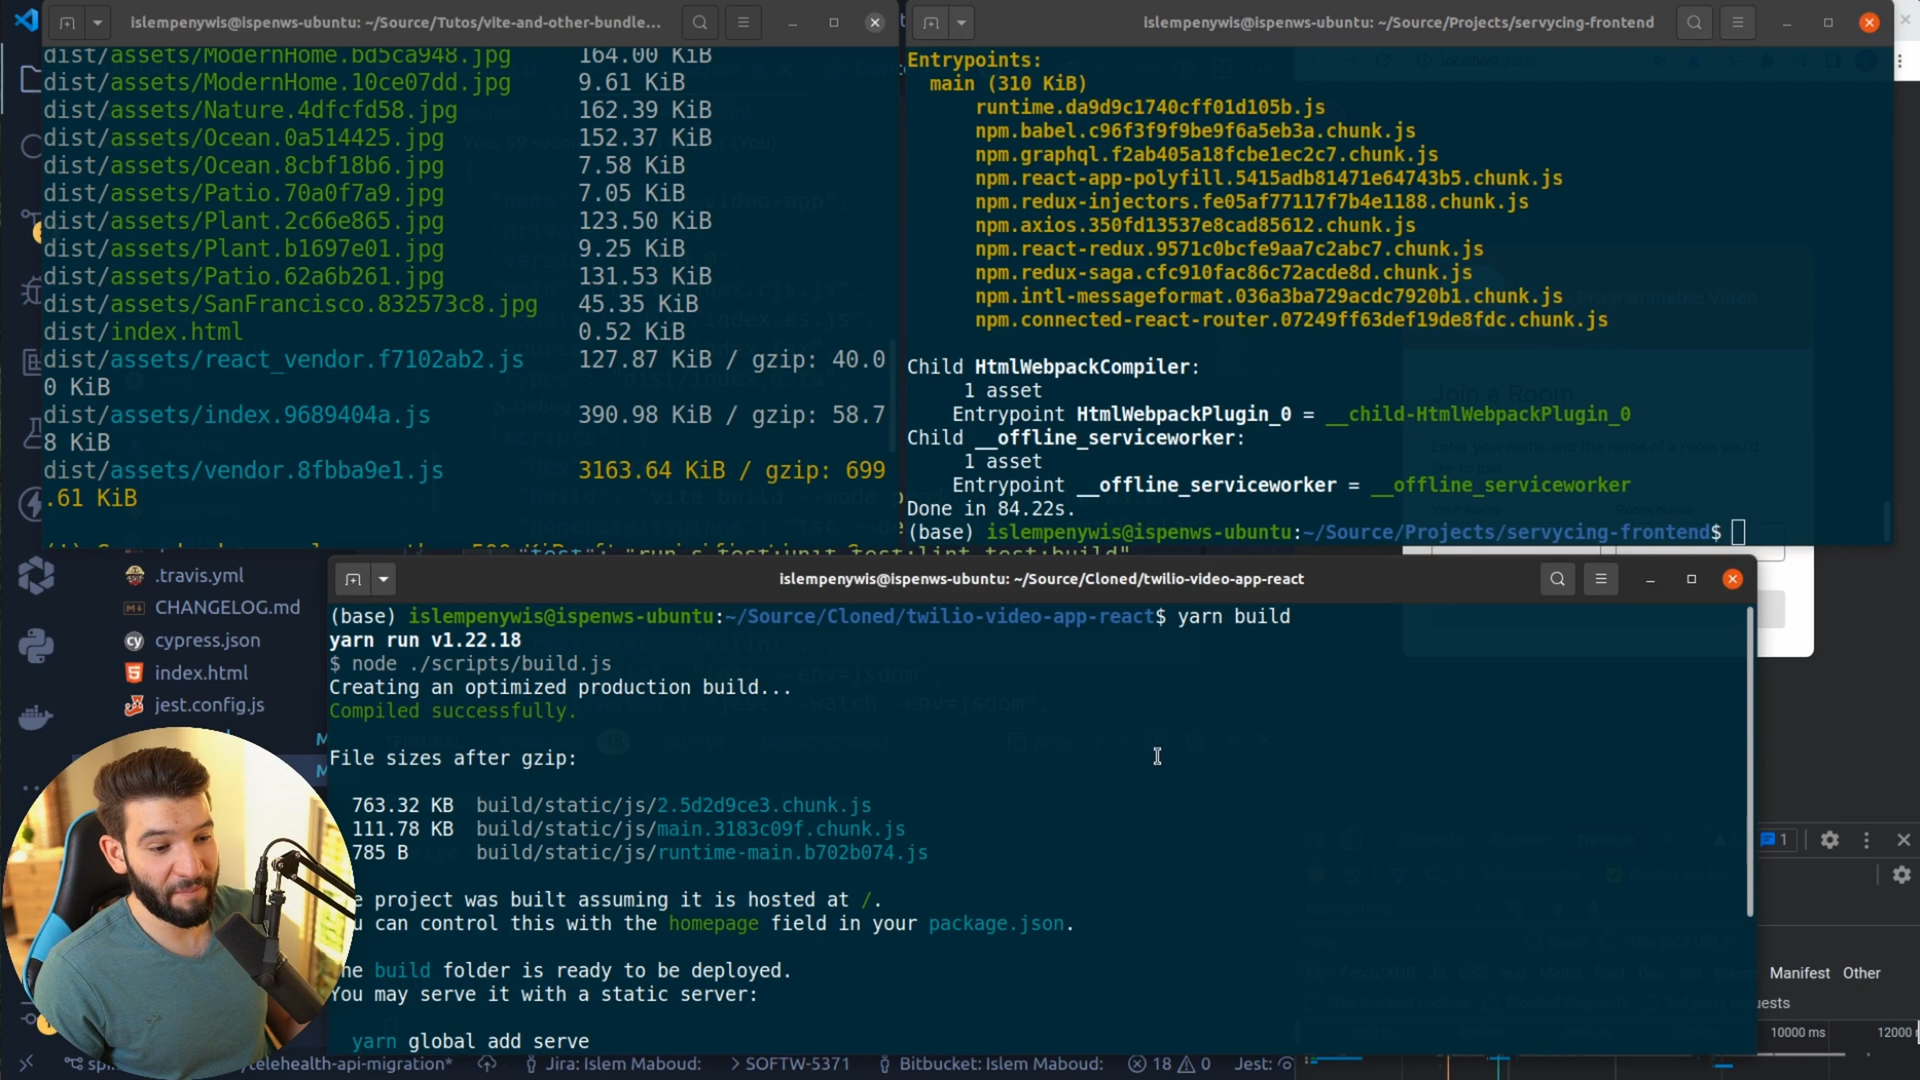 islempenywis@ispenws-ubuntu: ~/Source/Tutos/vite-and-other-bundle...
dist/assets/ModernHome.bd5ca948.jpg 164.00 KiB
dist/assets/ModernHome.10ce07dd.jpg 9.61 KiB
dist/assets/Nature.4dfcfd58.jpg 162.39 KiB
dist/assets/Ocean.0a514425.jpg 152.37 KiB
dist/assets/Ocean.8cbf18b6.jpg 7.58 KiB
dist/assets/Patio.70a0f7a9.jpg 7.05 KiB
dist/assets/Plant.2c66e865.jpg 123.50 KiB
dist/assets/Plant.b1697e01.jpg 9.25 KiB
dist/assets/Patio.62a6b261.jpg 131.53 KiB
dist/assets/SanFrancisco.832573c8.jpg 45.35 KiB
dist/index.html 0.52 KiB
dist/assets/react_vendor.f7102ab2.js 127.87 KiB / gzip: 40.0
0 KiB
dist/assets/index.9689404a.js 390.98 KiB / gzip: 58.7
8 KiB
dist/assets/vendor.8fbba9e1.js 3163.64 KiB / gzip: 699
.61 KiB
islempenywis@ispenws-ubuntu: ~/Source/Projects/servycing-frontend
Entrypoints:
main (310 KiB)
runtime.da9d9c1740cff01d105b.js
npm.babel.c96f3f9f9be9f6a5eb3a.chunk.js
npm.graphql.f2ab405a18fcbe1ec2c7.chunk.js
npm.react-app-polyfill.5415adb81471e64743b5.chunk.js
npm.redux-injectors.fe05af77117f7b4e1188.chunk.js
npm.axios.350fd13537e8cad85612.chunk.js
npm.react-redux.9571c0bcfe9aa7c2abc7.chunk.js
npm.redux-saga.cfc910fac86c72acde8d.chunk.js
npm.intl-messageformat.036a3ba729acdc7920b1.chunk.js
npm.connected-react-router.07249ff63def19de8fdc.chunk.js
Child HtmlWebpackCompiler:
1 asset
Entrypoint HtmlWebpackPlugin_0 = __child-HtmlWebpackPlugin_0
Child __offline_serviceworker:
1 asset
Entrypoint __offline_serviceworker = __offline_serviceworker
Done in 84.22s.
(base) islempenywis@ispenws-ubuntu:~/Source/Projects/servycing-frontend$
.travis.yml
CHANGELOG.md
cypress.json
index.html
jest.config.js
islempenywis@ispenws-ubuntu: ~/Source/Cloned/twilio-video-app-react
(base) islempenywis@ispenws-ubuntu:~/Source/Cloned/twilio-video-app-react$ yarn build
yarn run v1.22.18
$ node ./scripts/build.js
Creating an optimized production build...
Compiled successfully.
File sizes after gzip:
763.32 KB build/static/js/2.5d2d9ce3.chunk.js
111.78 KB build/static/js/main.3183c09f.chunk.js
785 B build/static/js/runtime-main.b702b074.js
project was built assuming it is hosted at /.
can control this with the homepage field in your package.json.
build folder is ready to be deployed.
You may serve it with a static server:
yarn global add serve
1
Manifest Other
10000 ms
telehealth-api-migration* Jira: Islem Maboud: > SOFTW-5371 Bitbucket: Islem Maboud: 18 0 Jest: